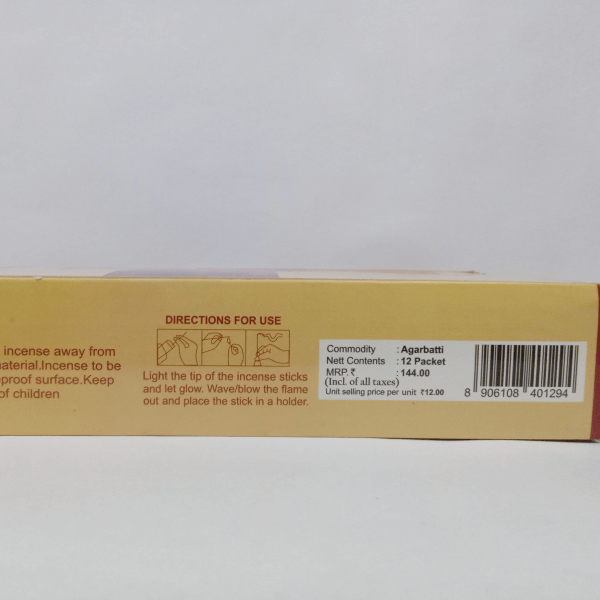 incense away from
material.Incense to be
proof surface.Keep
of children
DIRECTIONS FOR USE
Light the tip of the incense sticks
and let glow. Wave/blow the flame
out and place the stick in a holder.
Commodity : Agarbatti
Nett Contents : 12 Packet
MRP. ₹ : 144.00
(Incl. of all taxes)
Unit selling price per unit ₹12.00
8 906108 401294